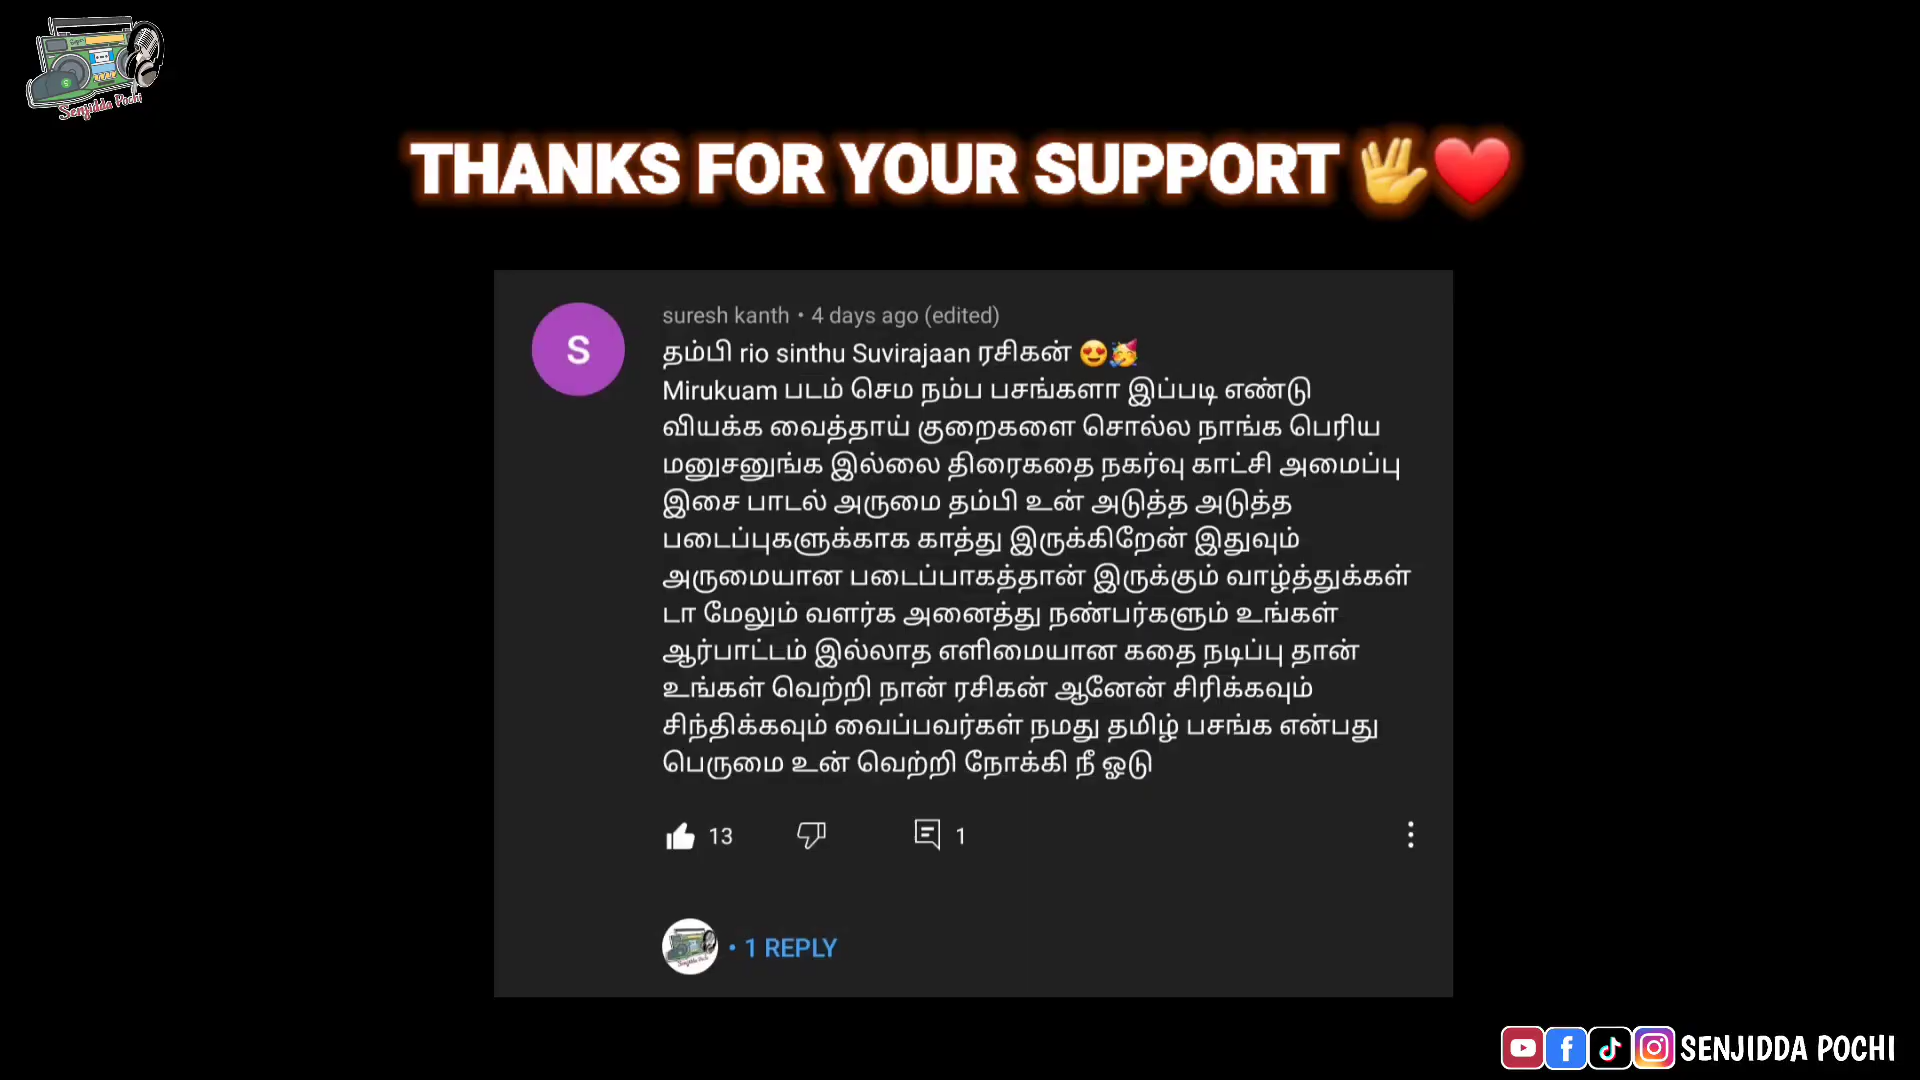 Senjidda Pochi
THANKS FOR YOUR SUPPORT 🖖❤️
S
suresh kanth • 4 days ago (edited)
தம்பி rio sinthu Suvirajaan ரசிகன் 😍🥳
Mirukuam படம் செம நம்ப பசங்களா இப்படி எண்டு
வியக்க வைத்தாய் குறைகளை சொல்ல நாங்க பெரிய
மனுசனுங்க இல்லை திரைகதை நகர்வு காட்சி அமைப்பு
இசை பாடல் அருமை தம்பி உன் அடுத்த அடுத்த
படைப்புகளுக்காக காத்து இருக்கிறேன் இதுவும்
அருமையான படைப்பாகத்தான் இருக்கும் வாழ்த்துக்கள்
டா மேலும் வளர்க அனைத்து நண்பர்களும் உங்கள்
ஆர்பாட்டம் இல்லாத எளிமையான கதை நடிப்பு தான்
உங்கள் வெற்றி நான் ரசிகன் ஆனேன் சிரிக்கவும்
சிந்திக்கவும் வைப்பவர்கள் நமது தமிழ் பசங்க என்பது
பெருமை உன் வெற்றி நோக்கி நீ ஓடு
13 1
• 1 REPLY
SENJIDDA POCHI